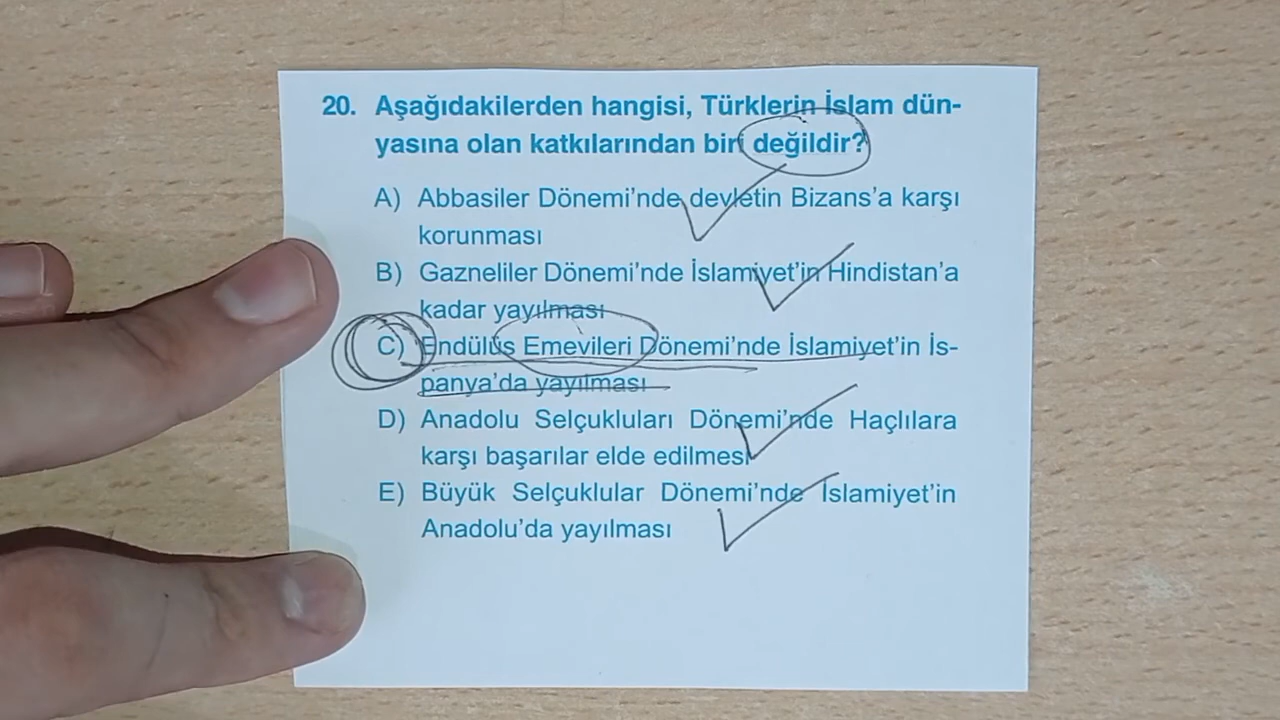 20. Aşağıdakilerden hangisi, Türklerin İslam dün-
yasına olan katkılarından biri değildir?
A) Abbasiler Dönemi'nde devletin Bizans'a karşı
korunması
B) Gazneliler Dönemi'nde İslamiyet'in Hindistan'a
kadar yayılması
C) Endülüs Emevileri Dönemi'nde İslamiyet'in İs-
panya'da yayılması
D) Anadolu Selçukluları Dönemi'nde Haçlılara
karşı başarılar elde edilmesi
E) Büyük Selçuklular Dönemi'nde İslamiyet'in
Anadolu'da yayılması